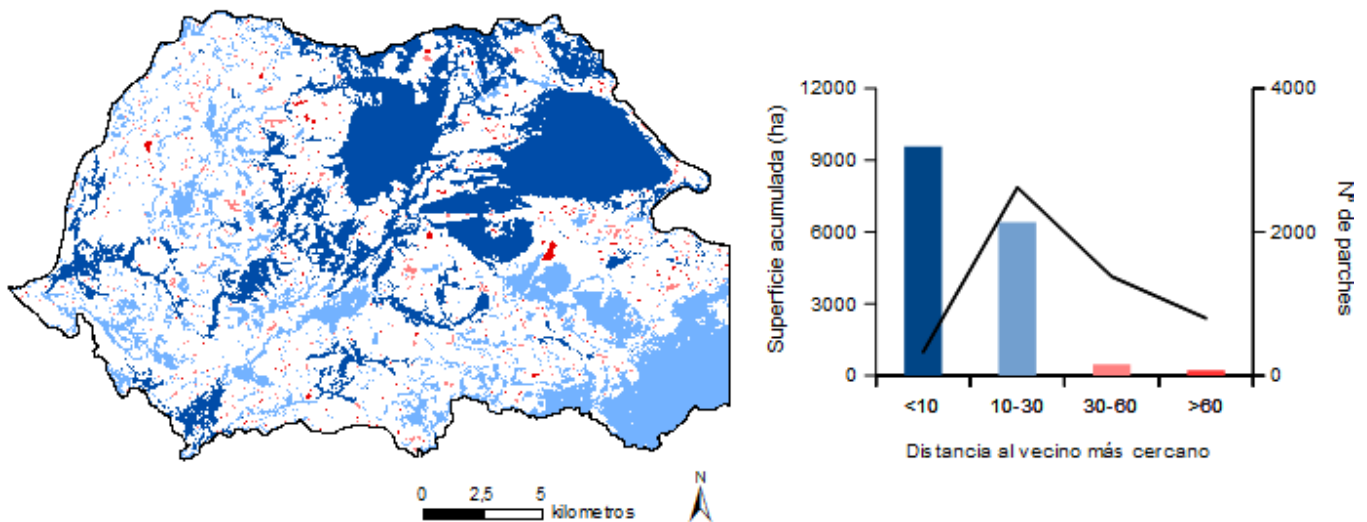 0 2,5 5
kilometros
N
Superficie acumulada (ha)
12000
9000
6000
3000
0
4000
2000
0
Nº de parches
<10 10-30 30-60 >60
Distancia al vecino más cercano